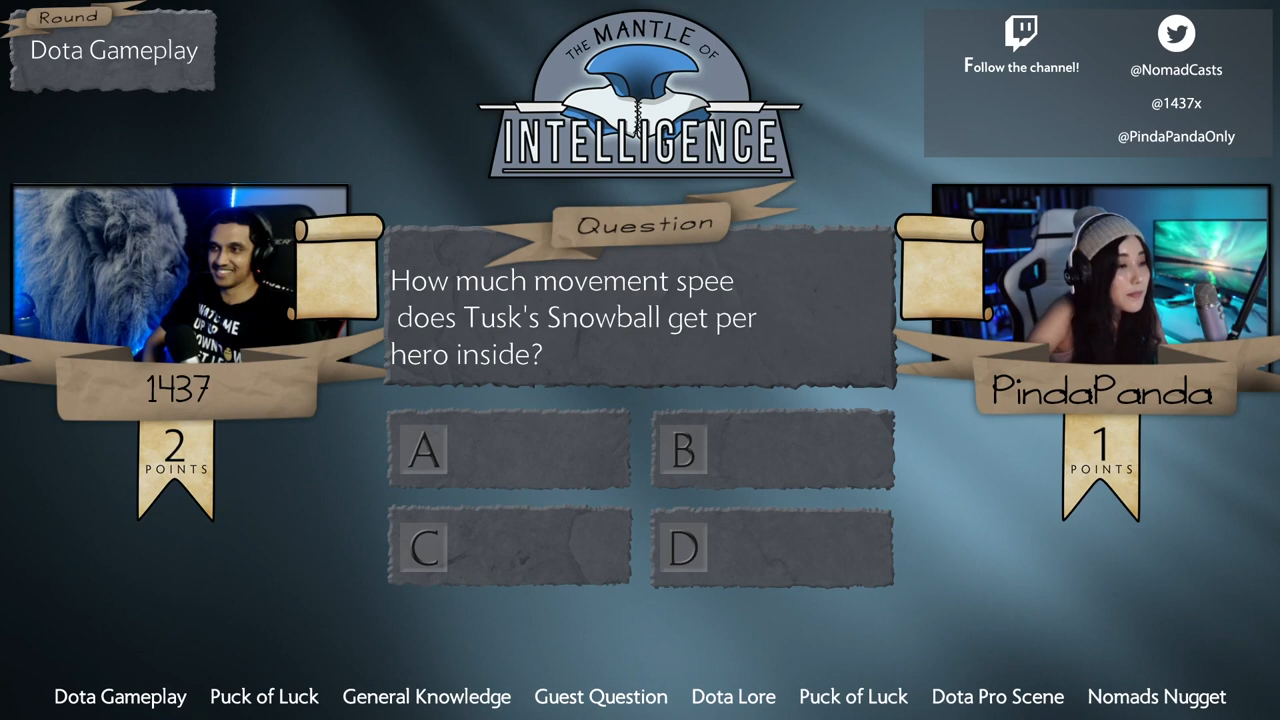 Round
Dota Gameplay
THE MANTLE OF
INTELLIGENCE
Follow the channel!
@NomadCasts
@1437x
@PindaPandaOnly
Question
How much movement spee
does Tusk's Snowball get per
hero inside?
1437
2
POINTS
PindaPanda
1
POINTS
A
B
C
D
Dota Gameplay Puck of Luck General Knowledge Guest Question Dota Lore Puck of Luck Dota Pro Scene Nomads Nugget